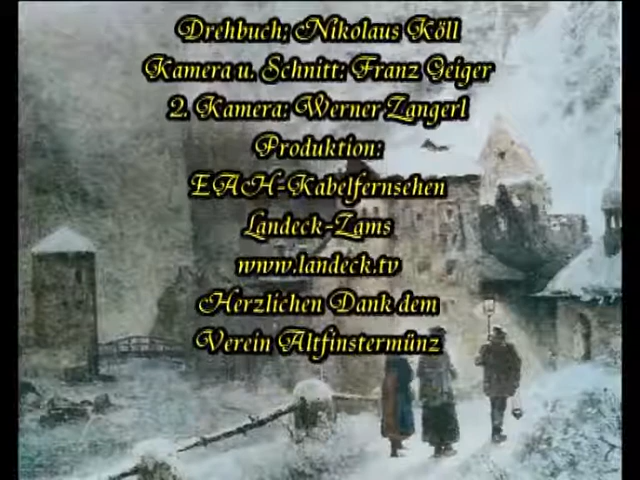 Drehbuch: Nikolaus Köll
Kamera u. Schnitt: Franz Geiger
2. Kamera: Werner Zangerl
Produktion:
EAH-Kabelfernsehen
Landeck-Zams
www.landeck.tv
Herzlichen Dank dem
Verein Altfinstermünz